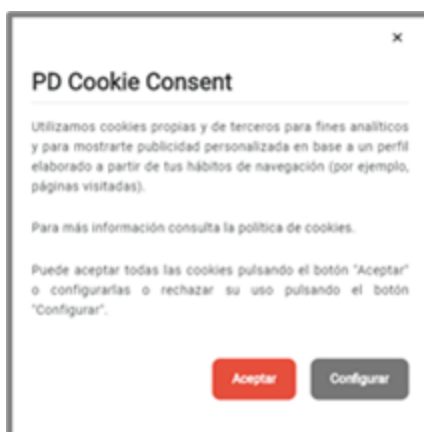 ×
PD Cookie Consent
Utilizamos cookies propias y de terceros para fines analíticos
y para mostrarte publicidad personalizada en base a un perfil
elaborado a partir de tus hábitos de navegación (por ejemplo,
páginas visitadas).
Para más información consulta la política de cookies.
Puede aceptar todas las cookies pulsando el botón "Aceptar"
o configurarlas o rechazar su uso pulsando el botón
"Configurar".
Aceptar Configurar